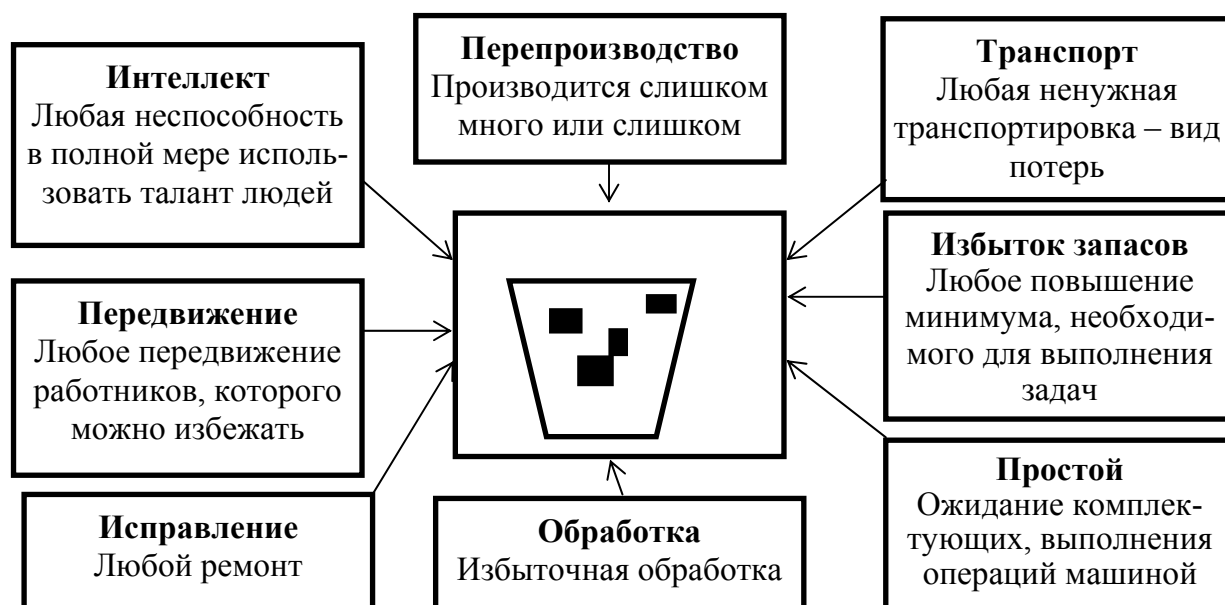 Интеллект
Любая неспособность
в полной мере исполь-
зовать талант людей
Перепроизводство
Производится слишком
много или слишком
Транспорт
Любая ненужная
транспортировка – вид
потерь
Передвижение
Любое передвижение
работников, которого
можно избежать
Избыток запасов
Любое повышение
минимума, необходи-
мого для выполнения
задач
Исправление
Любой ремонт
Обработка
Избыточная обработка
Простой
Ожидание комплек-
тующих, выполнения
операций машиной